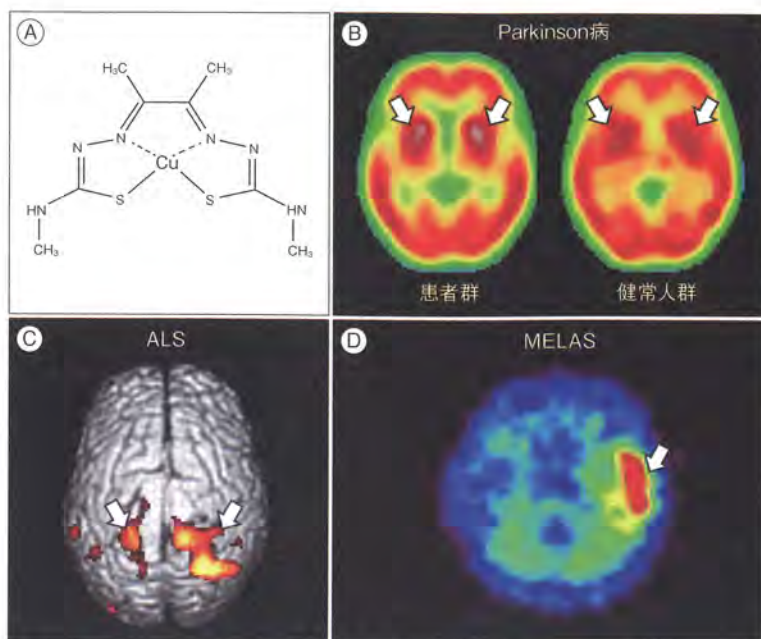 A
H₃C
CH₃
N
N
N
N
Cu
S
S
HN
HN
CH₃
CH₃
B
Parkinson病
患者群
健常人群
C
ALS
D
MELAS